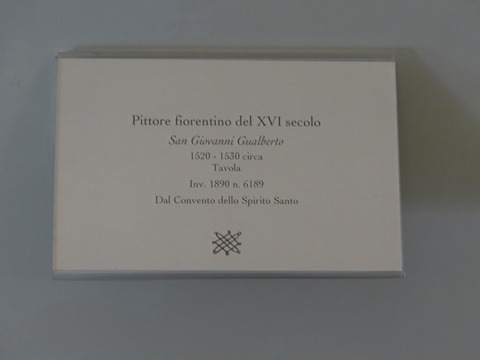 Pittore fiorentino del XVI secolo
San Giovanni Gualberto
1520 - 1530 circa
Tavola
Inv. 1890 n. 6189
Dal Convento dello Spirito Santo